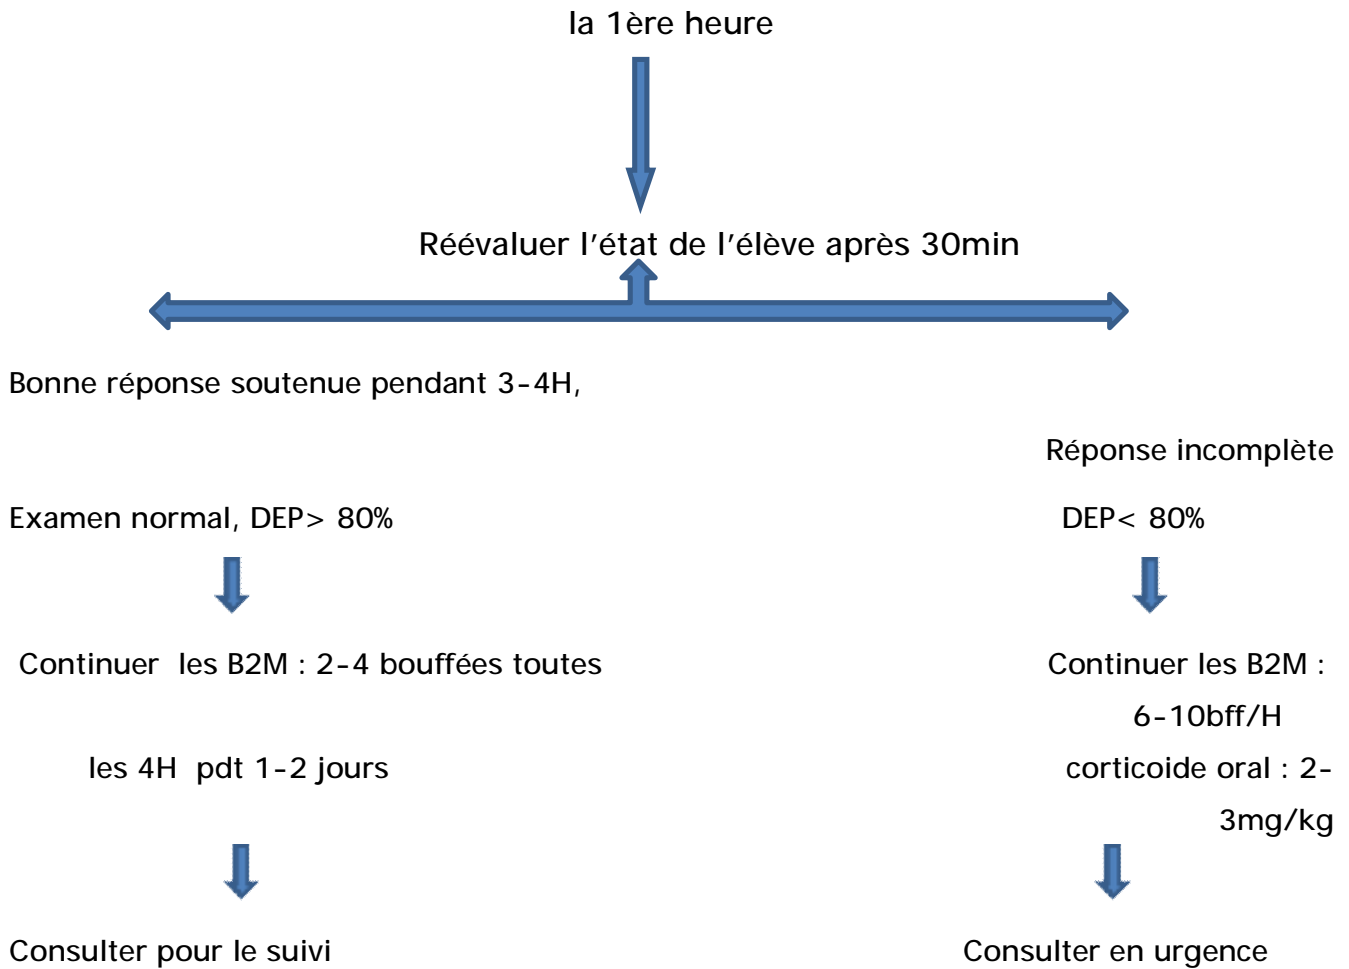 la 1ère heure
Réévaluer l'état de l'élève après 30min
Bonne réponse soutenue pendant 3-4H,
Examen normal, DEP> 80%
Continuer les B2M : 2-4 bouffées toutes
les 4H pdt 1-2 jours
Consulter pour le suivi
Réponse incomplète
DEP< 80%
Continuer les B2M :
6-10bff/H
corticoide oral : 2-
3mg/kg
Consulter en urgence